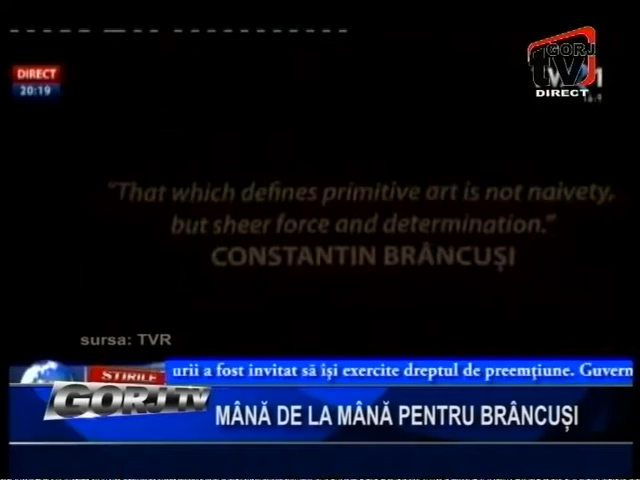 DIRECT
20:19
GORJ
tv
DIRECT
"That which defines primitive art is not naivety,
but sheer force and determination."
CONSTANTIN BRÂNCUȘI
sursa: TVR
ȘTIRILE
urii a fost invitat să își exercite dreptul de preemțiune. Guvern
GORJ TV
MÂNĂ DE LA MÂNĂ PENTRU BRÂNCUȘI